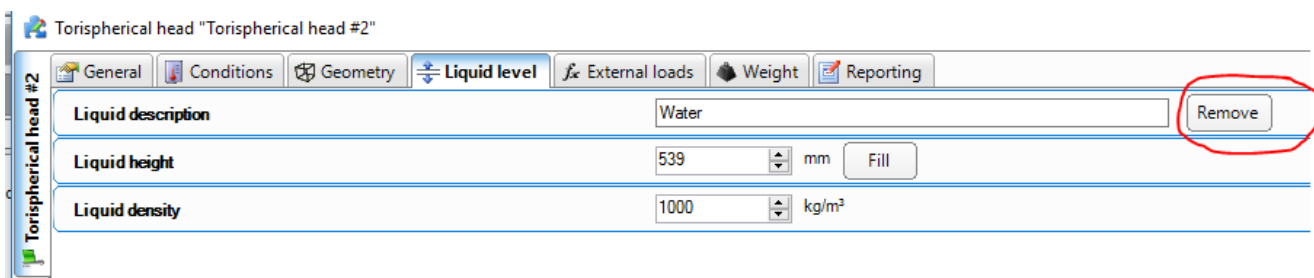 Torispherical head "Torispherical head #2"
General Conditions Geometry Liquid level fx External loads Weight Reporting
Torispherical head #2
Liquid description Water Remove
Liquid height 539 mm Fill
Liquid density 1000 kg/m³